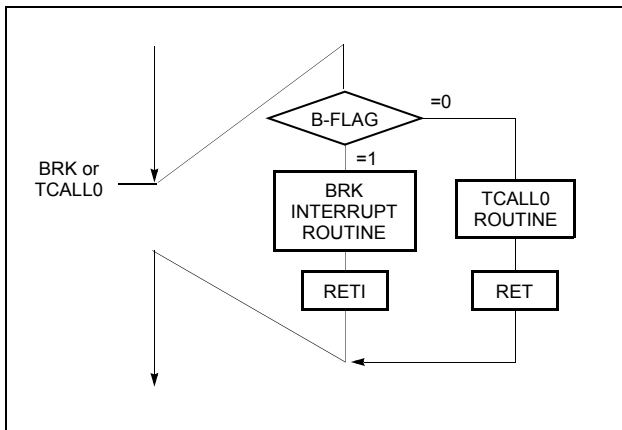 B-FLAG
=0
=1
BRK or
TCALL0
BRK
INTERRUPT
ROUTINE
TCALL0
ROUTINE
RETI
RET